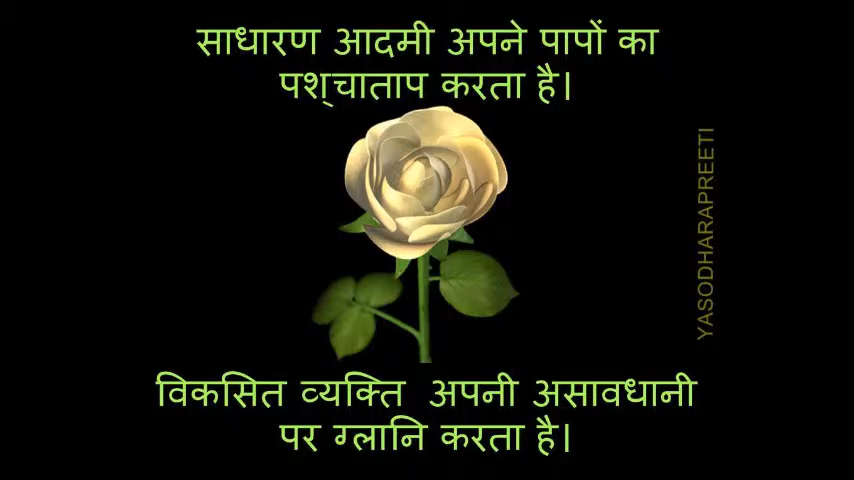 साधारण आदमी अपने पापों का
पश्चाताप करता है।
YASODHARAPREETI
विकसित व्यक्ति अपनी असावधानी
पर ग्लानि करता है।